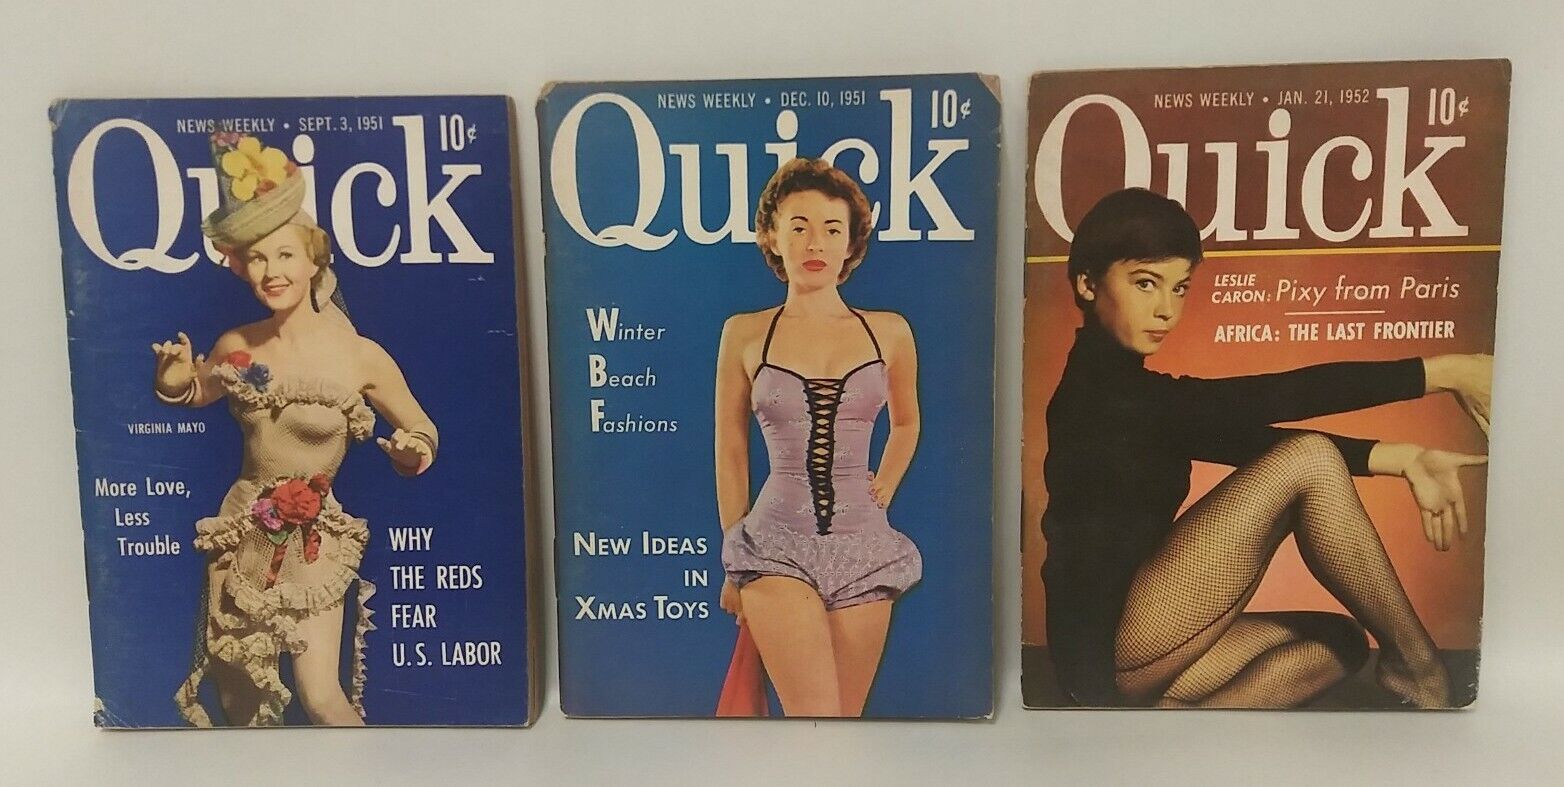 NEWS WEEKLY • SEPT. 3, 1951
10¢
Quick
VIRGINIA MAYO
More Love,
Less
Trouble
WHY
THE REDS
FEAR
U.S. LABOR
NEWS WEEKLY • DEC. 10, 1951
10¢
Quick
Winter
Beach
Fashions
NEW IDEAS
IN
XMAS TOYS
NEWS WEEKLY • JAN. 21, 1952
10¢
Quick
LESLIE
CARON: Pixy from Paris
AFRICA: THE LAST FRONTIER